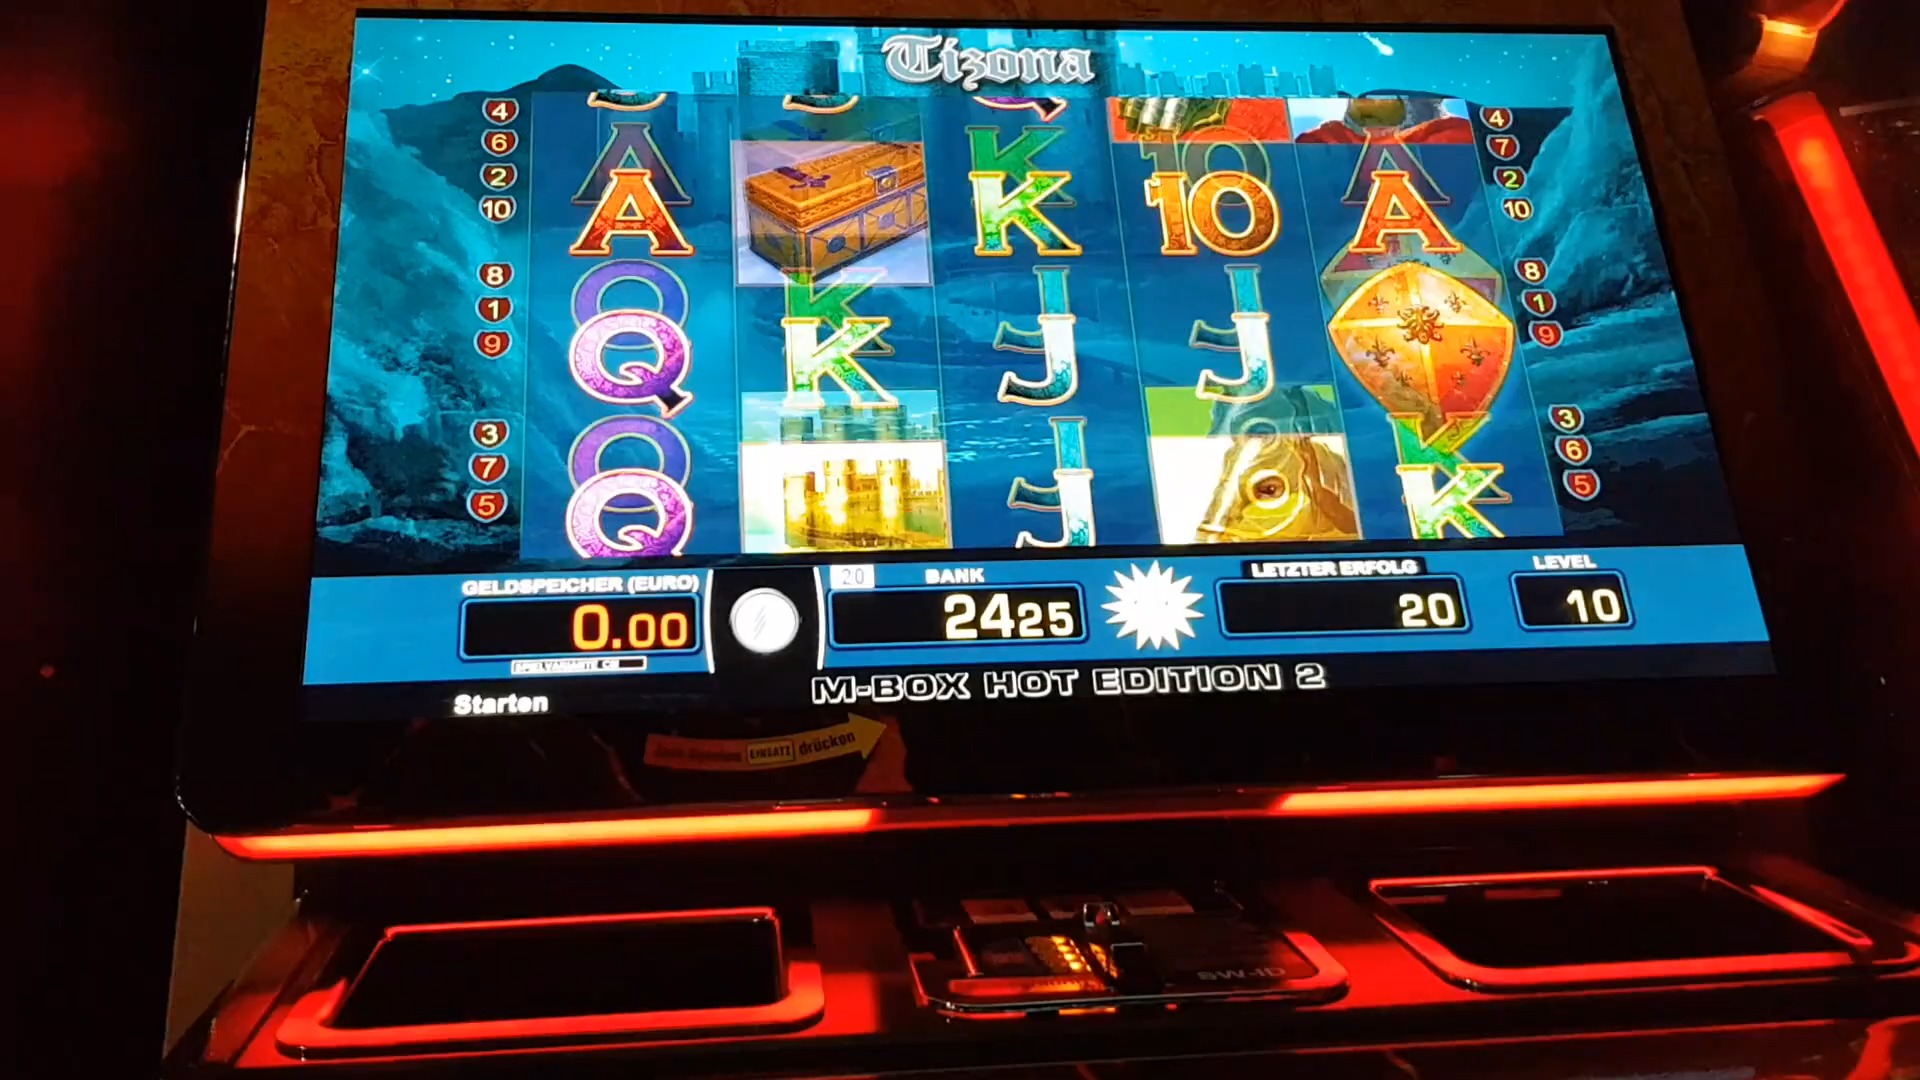 Tizona
4
6
2
10
8
1
9
3
7
5
A
K
10
A
Q
K
J
J
Q
J
K
4
7
2
10
8
1
9
3
6
5
GELDSPEICHER (EURO)
0.00
20
BANK
2425
LETZTER ERFOLG
20
LEVEL
10
Starten
M-BOX HOT EDITION 2
EINSATZ drücken
SW-ID